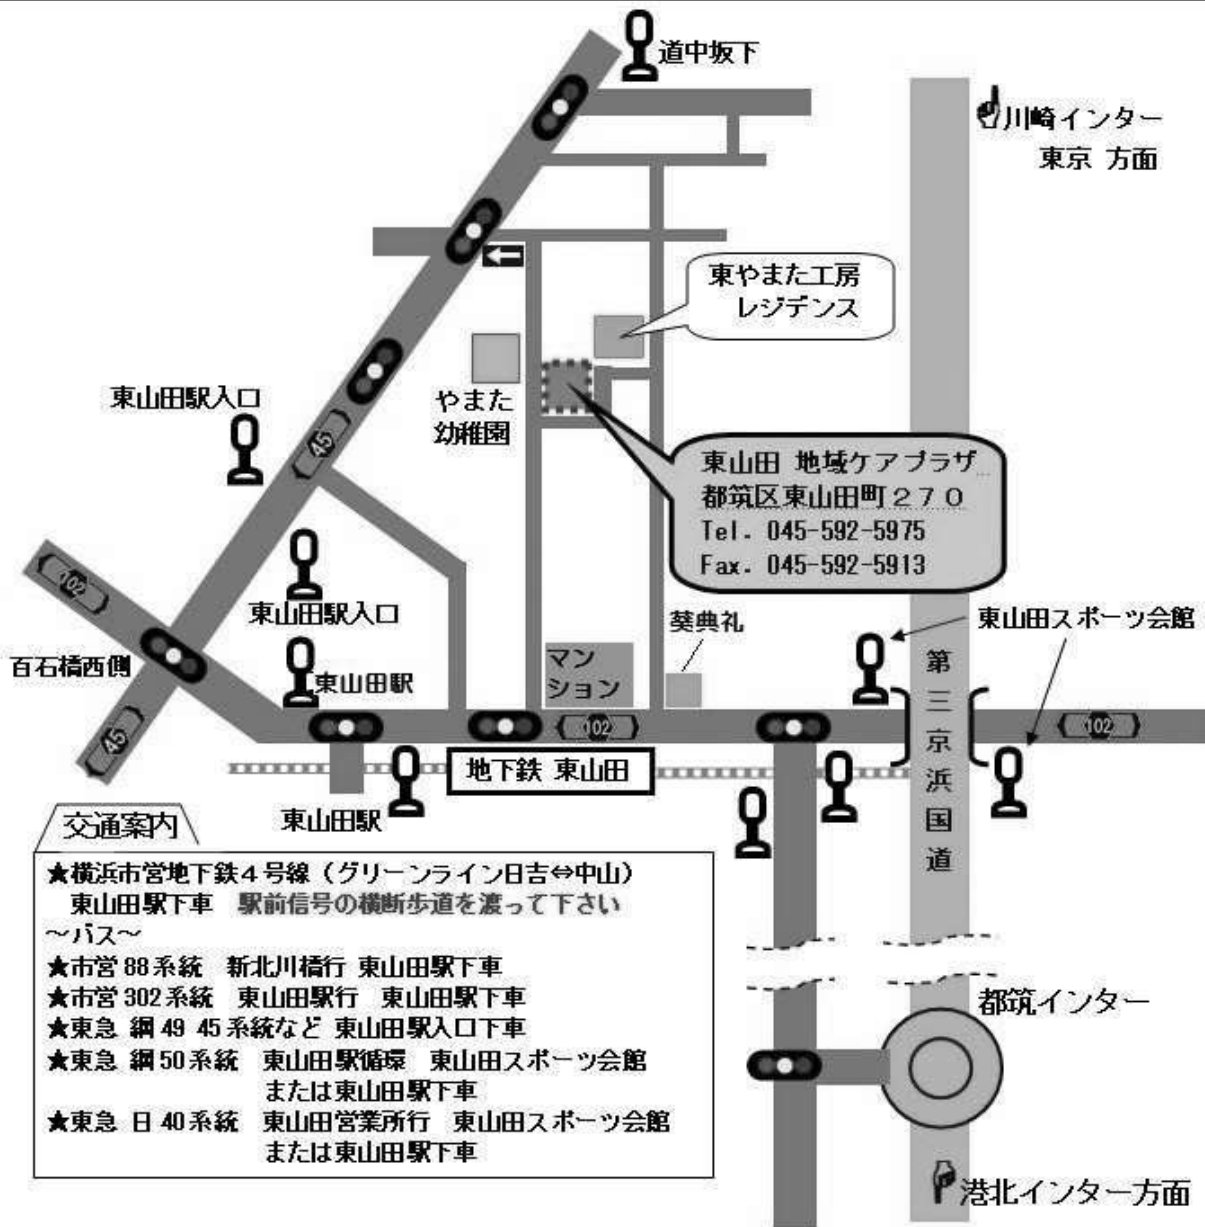 道中坂下
川崎インター
東京 方面
東やまた工房
レジデンス
やまた
幼稚園
東山田駅入口
45
東山田 地域ケアプラザ
都筑区東山田町２７０
Tel. 045-592-5975
Fax. 045-592-5913
102
東山田駅入口
葵典礼
東山田スポーツ会館
百石橋西側
東山田駅
マン
ション
第三京浜国道
45
102
102
地下鉄 東山田
東山田駅
交通案内
★横浜市営地下鉄４号線（グリーンライン日吉⇔中山）
東山田駅下車 駅前信号の横断歩道を渡って下さい
～バス～
★市営 88 系統 新北川橋行 東山田駅下車
★市営 302 系統 東山田駅行 東山田駅下車
★東急 綱 49 45 系統など 東山田駅入口下車
★東急 綱 50 系統 東山田駅循環 東山田スポーツ会館
または東山田駅下車
★東急 日 40 系統 東山田営業所行 東山田スポーツ会館
または東山田駅下車
都筑インター
港北インター方面